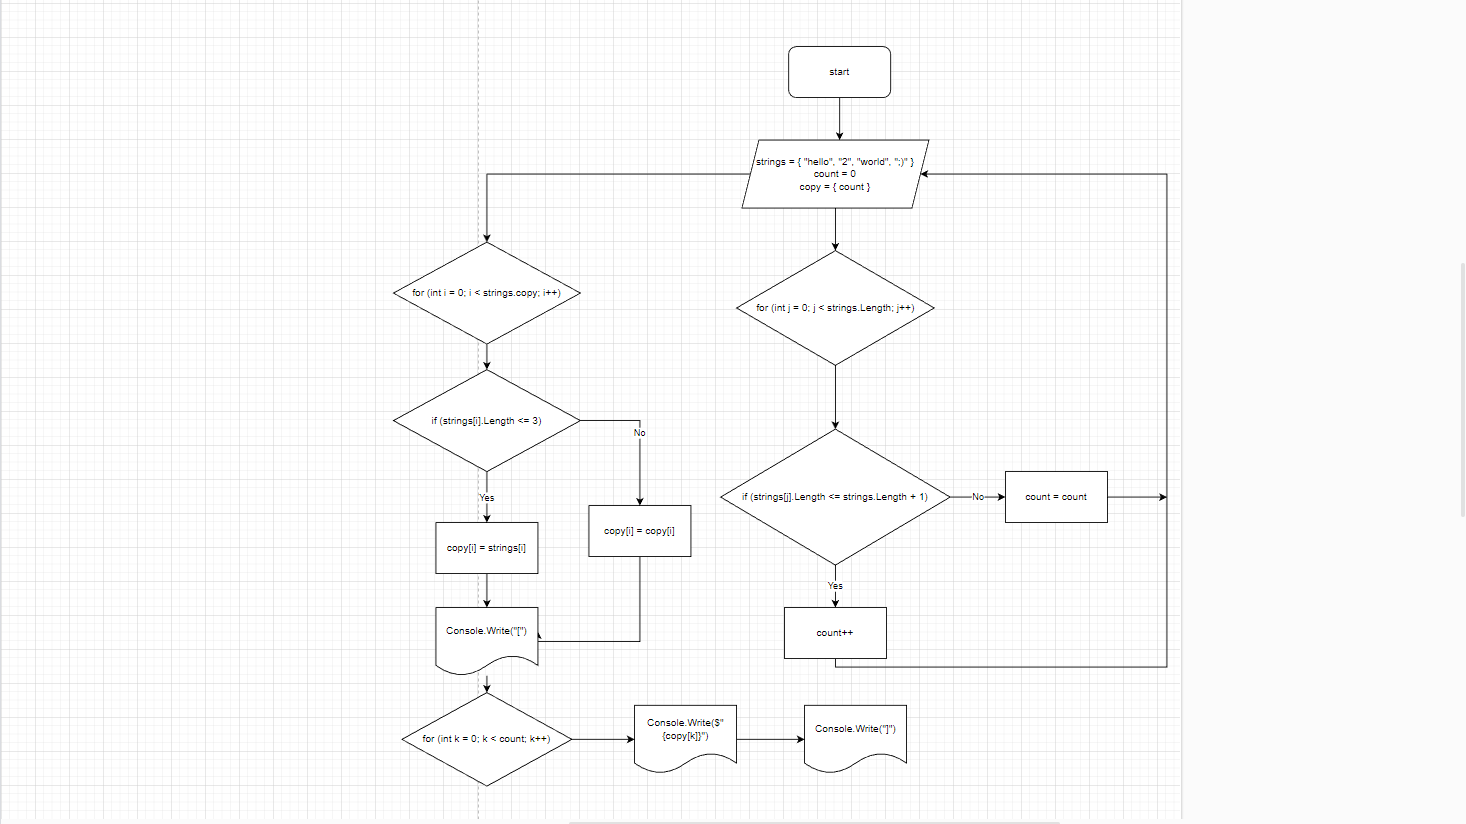 start
strings = { "hello", "2", "world", ":)" }
count = 0
copy = { count }
for (int i = 0; i < strings.copy; i++)
for (int j = 0; j < strings.Length; j++)
if (strings[i].Length <= 3)
No
Yes
if (strings[j].Length <= strings.Length + 1)
No
count = count
copy[i] = copy[i]
copy[i] = strings[i]
Yes
Console.Write("[")
count++
for (int k = 0; k < count; k++)
Console.Write($"
{copy[k]}")
Console.Write("]")